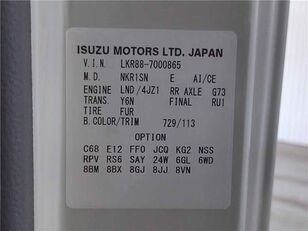 ISUZU MOTORS LTD. JAPAN
V.I.N. LKR88-7000865
M.D. NKR1SN E AI/CE
ENGINE LND/4JZ1 RR AXLE G73
TRANS. Y6N FINAL RU1
TIRE FUR
B.COLOR/TRIM 729/113
OPTION
C68 E12 FF0 JCQ KG2 NSS
RPV RS6 SAY 24W 6GL 6WD
8BM 8BX 8GJ 8JJ 8VN